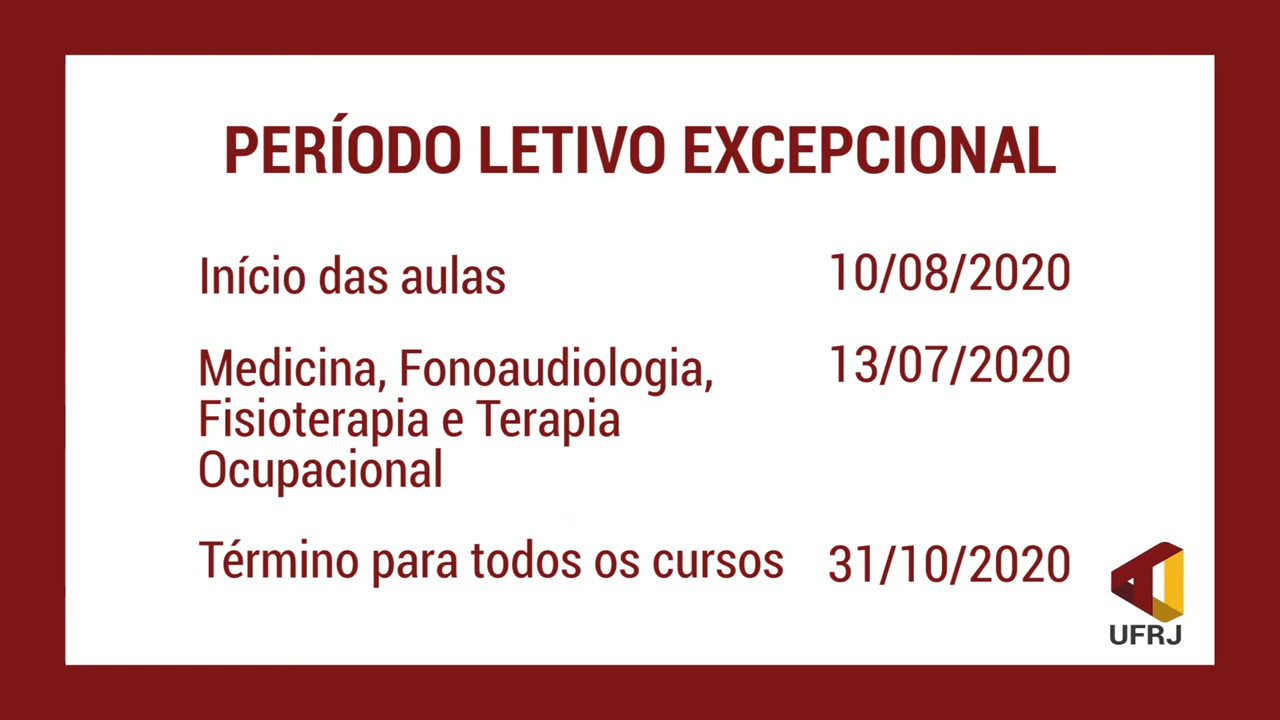 PERÍODO LETIVO EXCEPCIONAL
Início das aulas 10/08/2020
Medicina, Fonoaudiologia, 13/07/2020
Fisioterapia e Terapia
Ocupacional
Término para todos os cursos 31/10/2020
UFRJ